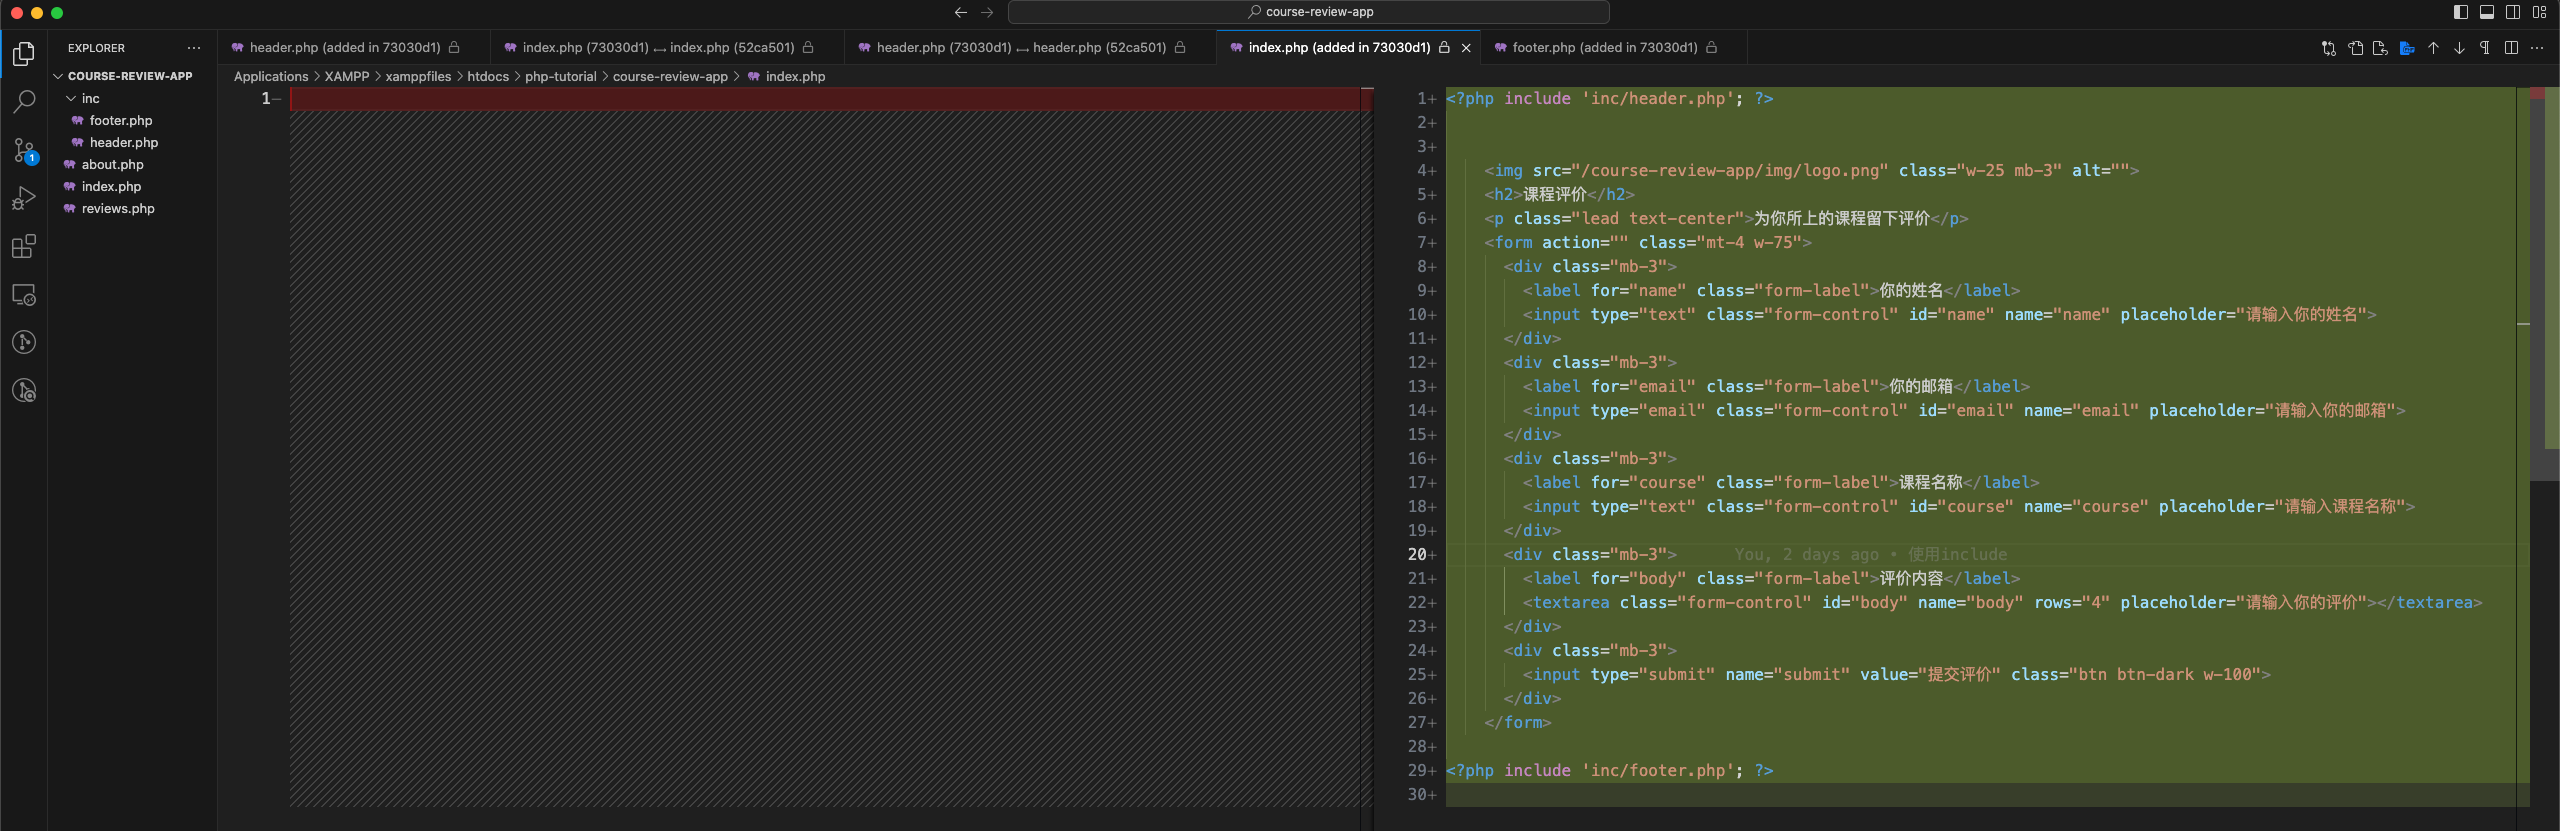 course-review-app
EXPLORER
header.php (added in 73030d1)
index.php (73030d1) ↔ index.php (52ca501)
header.php (73030d1) ↔ header.php (52ca501)
index.php (added in 73030d1)
footer.php (added in 73030d1)
COURSE-REVIEW-APP
Applications > XAMPP > xamppfiles > htdocs > php-tutorial > course-review-app > index.php
inc
footer.php
header.php
about.php
index.php
reviews.php
1
1−
1+ <?php include 'inc/header.php'; ?>
2+
3+
4+ <img src="/course-review-app/img/logo.png" class="w-25 mb-3" alt="">
5+ <h2>课程评价</h2>
6+ <p class="lead text-center">为你所上的课程留下评价</p>
7+ <form action="" class="mt-4 w-75">
8+ <div class="mb-3">
9+ <label for="name" class="form-label">你的姓名</label>
10+ <input type="text" class="form-control" id="name" name="name" placeholder="请输入你的姓名">
11+ </div>
12+ <div class="mb-3">
13+ <label for="email" class="form-label">你的邮箱</label>
14+ <input type="email" class="form-control" id="email" name="email" placeholder="请输入你的邮箱">
15+ </div>
16+ <div class="mb-3">
17+ <label for="course" class="form-label">课程名称</label>
18+ <input type="text" class="form-control" id="course" name="course" placeholder="请输入课程名称">
19+ </div>
20+ <div class="mb-3"> You, 2 days ago • 使用include
21+ <label for="body" class="form-label">评价内容</label>
22+ <textarea class="form-control" id="body" name="body" rows="4" placeholder="请输入你的评价"></textarea>
23+ </div>
24+ <div class="mb-3">
25+ <input type="submit" name="submit" value="提交评价" class="btn btn-dark w-100">
26+ </div>
27+ </form>
28+
29+ <?php include 'inc/footer.php'; ?>
30+